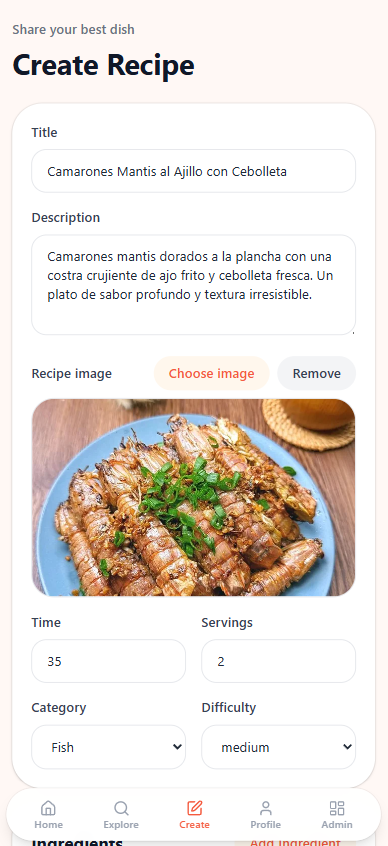 Share your best dish
Create Recipe
Title
Camarones Mantis al Ajillo con Cebolleta
Description
Camarones mantis dorados a la plancha con una
costra crujiente de ajo frito y cebolleta fresca. Un
plato de sabor profundo y textura irresistible.
Recipe image
Choose image
Remove
Time
Servings
35
2
Category
Difficulty
Fish
medium
Home
Explore
Create
Profile
Admin
Ingredients
Add Ingredient